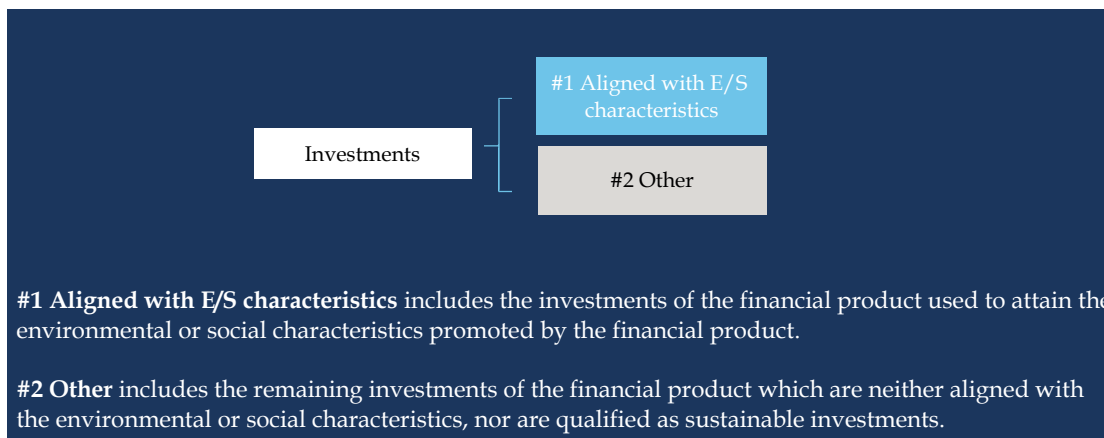 #1 Aligned with E/S
characteristics
Investments
#2 Other
#1 Aligned with E/S characteristics includes the investments of the financial product used to attain the
environmental or social characteristics promoted by the financial product.
#2 Other includes the remaining investments of the financial product which are neither aligned with
the environmental or social characteristics, nor are qualified as sustainable investments.